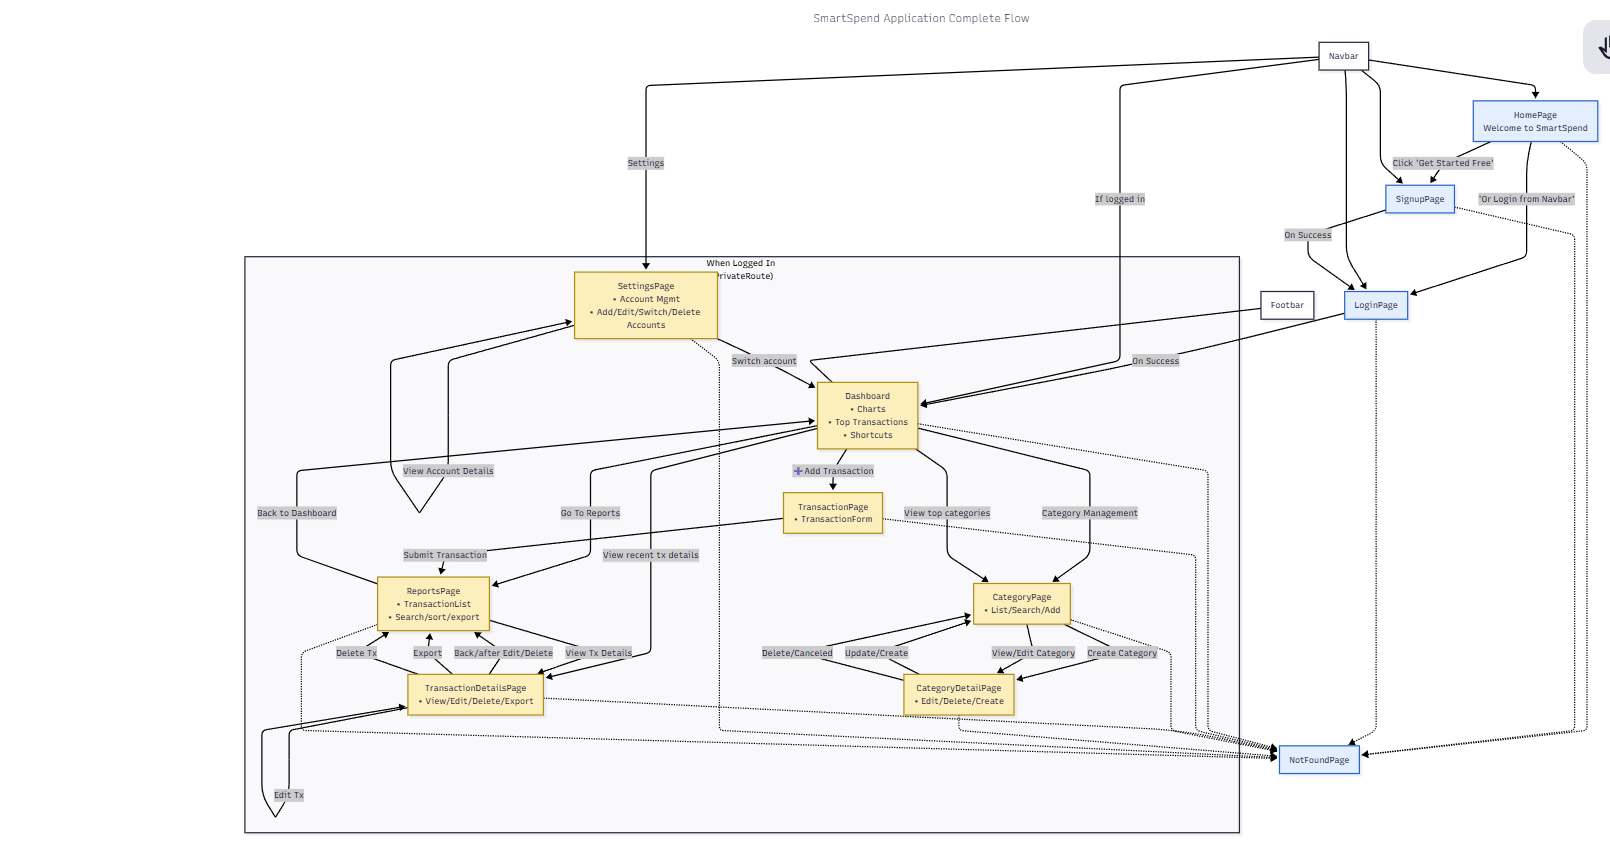 SmartSpend Application Complete Flow
Navbar
HomePage
Welcome to SmartSpend
Settings
Click 'Get Started Free'
If logged in
SignupPage
'Or Login from Navbar'
On Success
When Logged In
PrivateRoute)
SettingsPage
• Account Mgmt
• Add/Edit/Switch/Delete
Accounts
Footbar
LoginPage
Switch account
On Success
Dashboard
• Charts
• Top Transactions
• Shortcuts
View Account Details
➕ Add Transaction
Back to Dashboard
Go To Reports
TransactionPage
• TransactionForm
View top categories
Category Management
Submit Transaction
View recent tx details
ReportsPage
• TransactionList
• Search/sort/export
CategoryPage
• List/Search/Add
Delete Tx
Export
Back/after Edit/Delete
View Tx Details
Delete/Canceled
Update/Create
View/Edit Category
Create Category
TransactionDetailsPage
• View/Edit/Delete/Export
CategoryDetailPage
• Edit/Delete/Create
NotFoundPage
Edit Tx